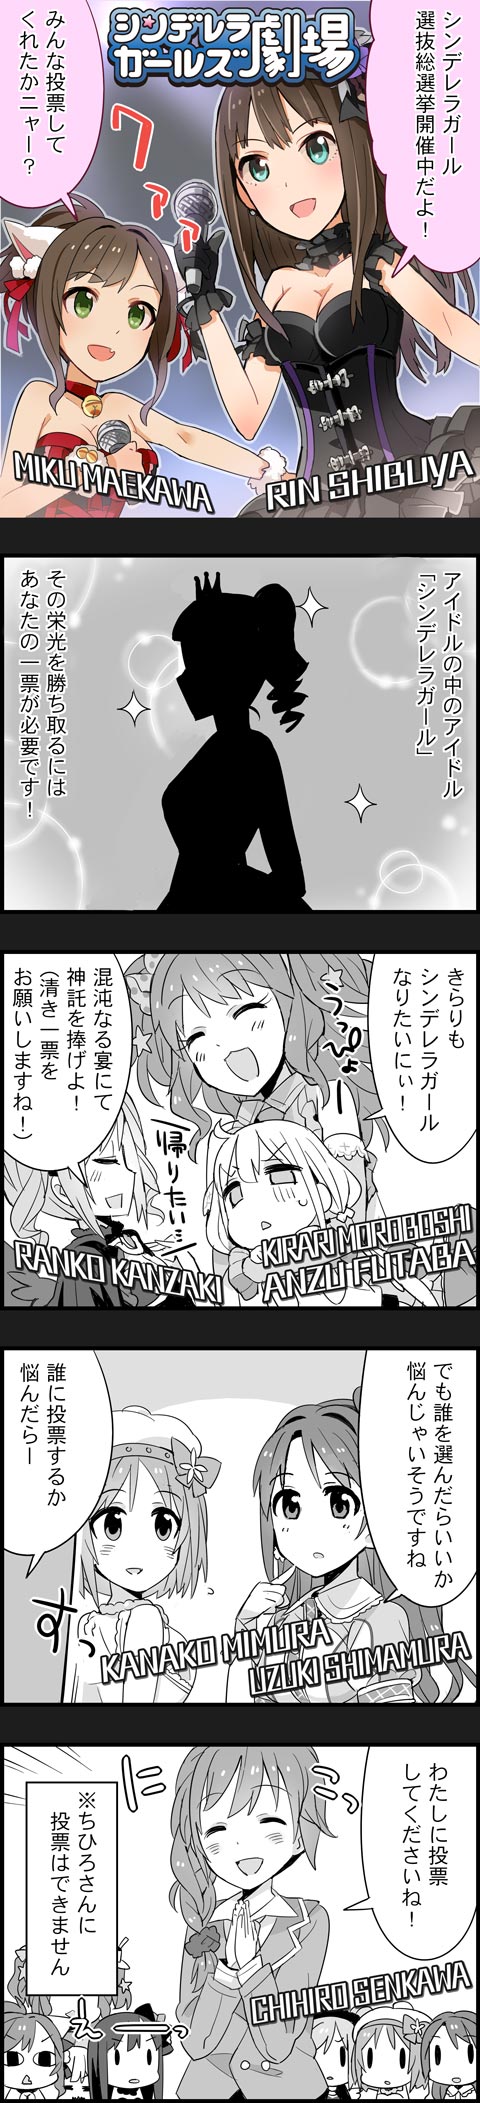 シンデレラ
ガールズ劇場
シンデレラガール
選抜総選挙開催中だよ！
みんな投票して
くれたかニャー？
ワァァ
MIKU MAEKAWA
RIN SHIBUYA
アイドルの中のアイドル
「シンデレラガール」
その栄光を勝ち取るには
あなたの一票が必要です！
きらりも
シンデレラガール
なりたいにぃ！
うっぴょー
混沌なる宴にて
神託を捧げよ！
（清き一票を
お願いしますね！）
帰りたい…
KIRARI MOROBOSHI
ANZU FUTABA
RANKO KANZAKI
でも誰を選んだらいいか
悩んじゃいそうですね
誰に投票するか
悩んだらー
すっ
KANAKO MIMURA
UZUKI SHIMAMURA
わたしに投票
してくださいね！
にこにこ
※ちひろさんに
投票はできません
CHIHIRO SENKAWA
えーっ